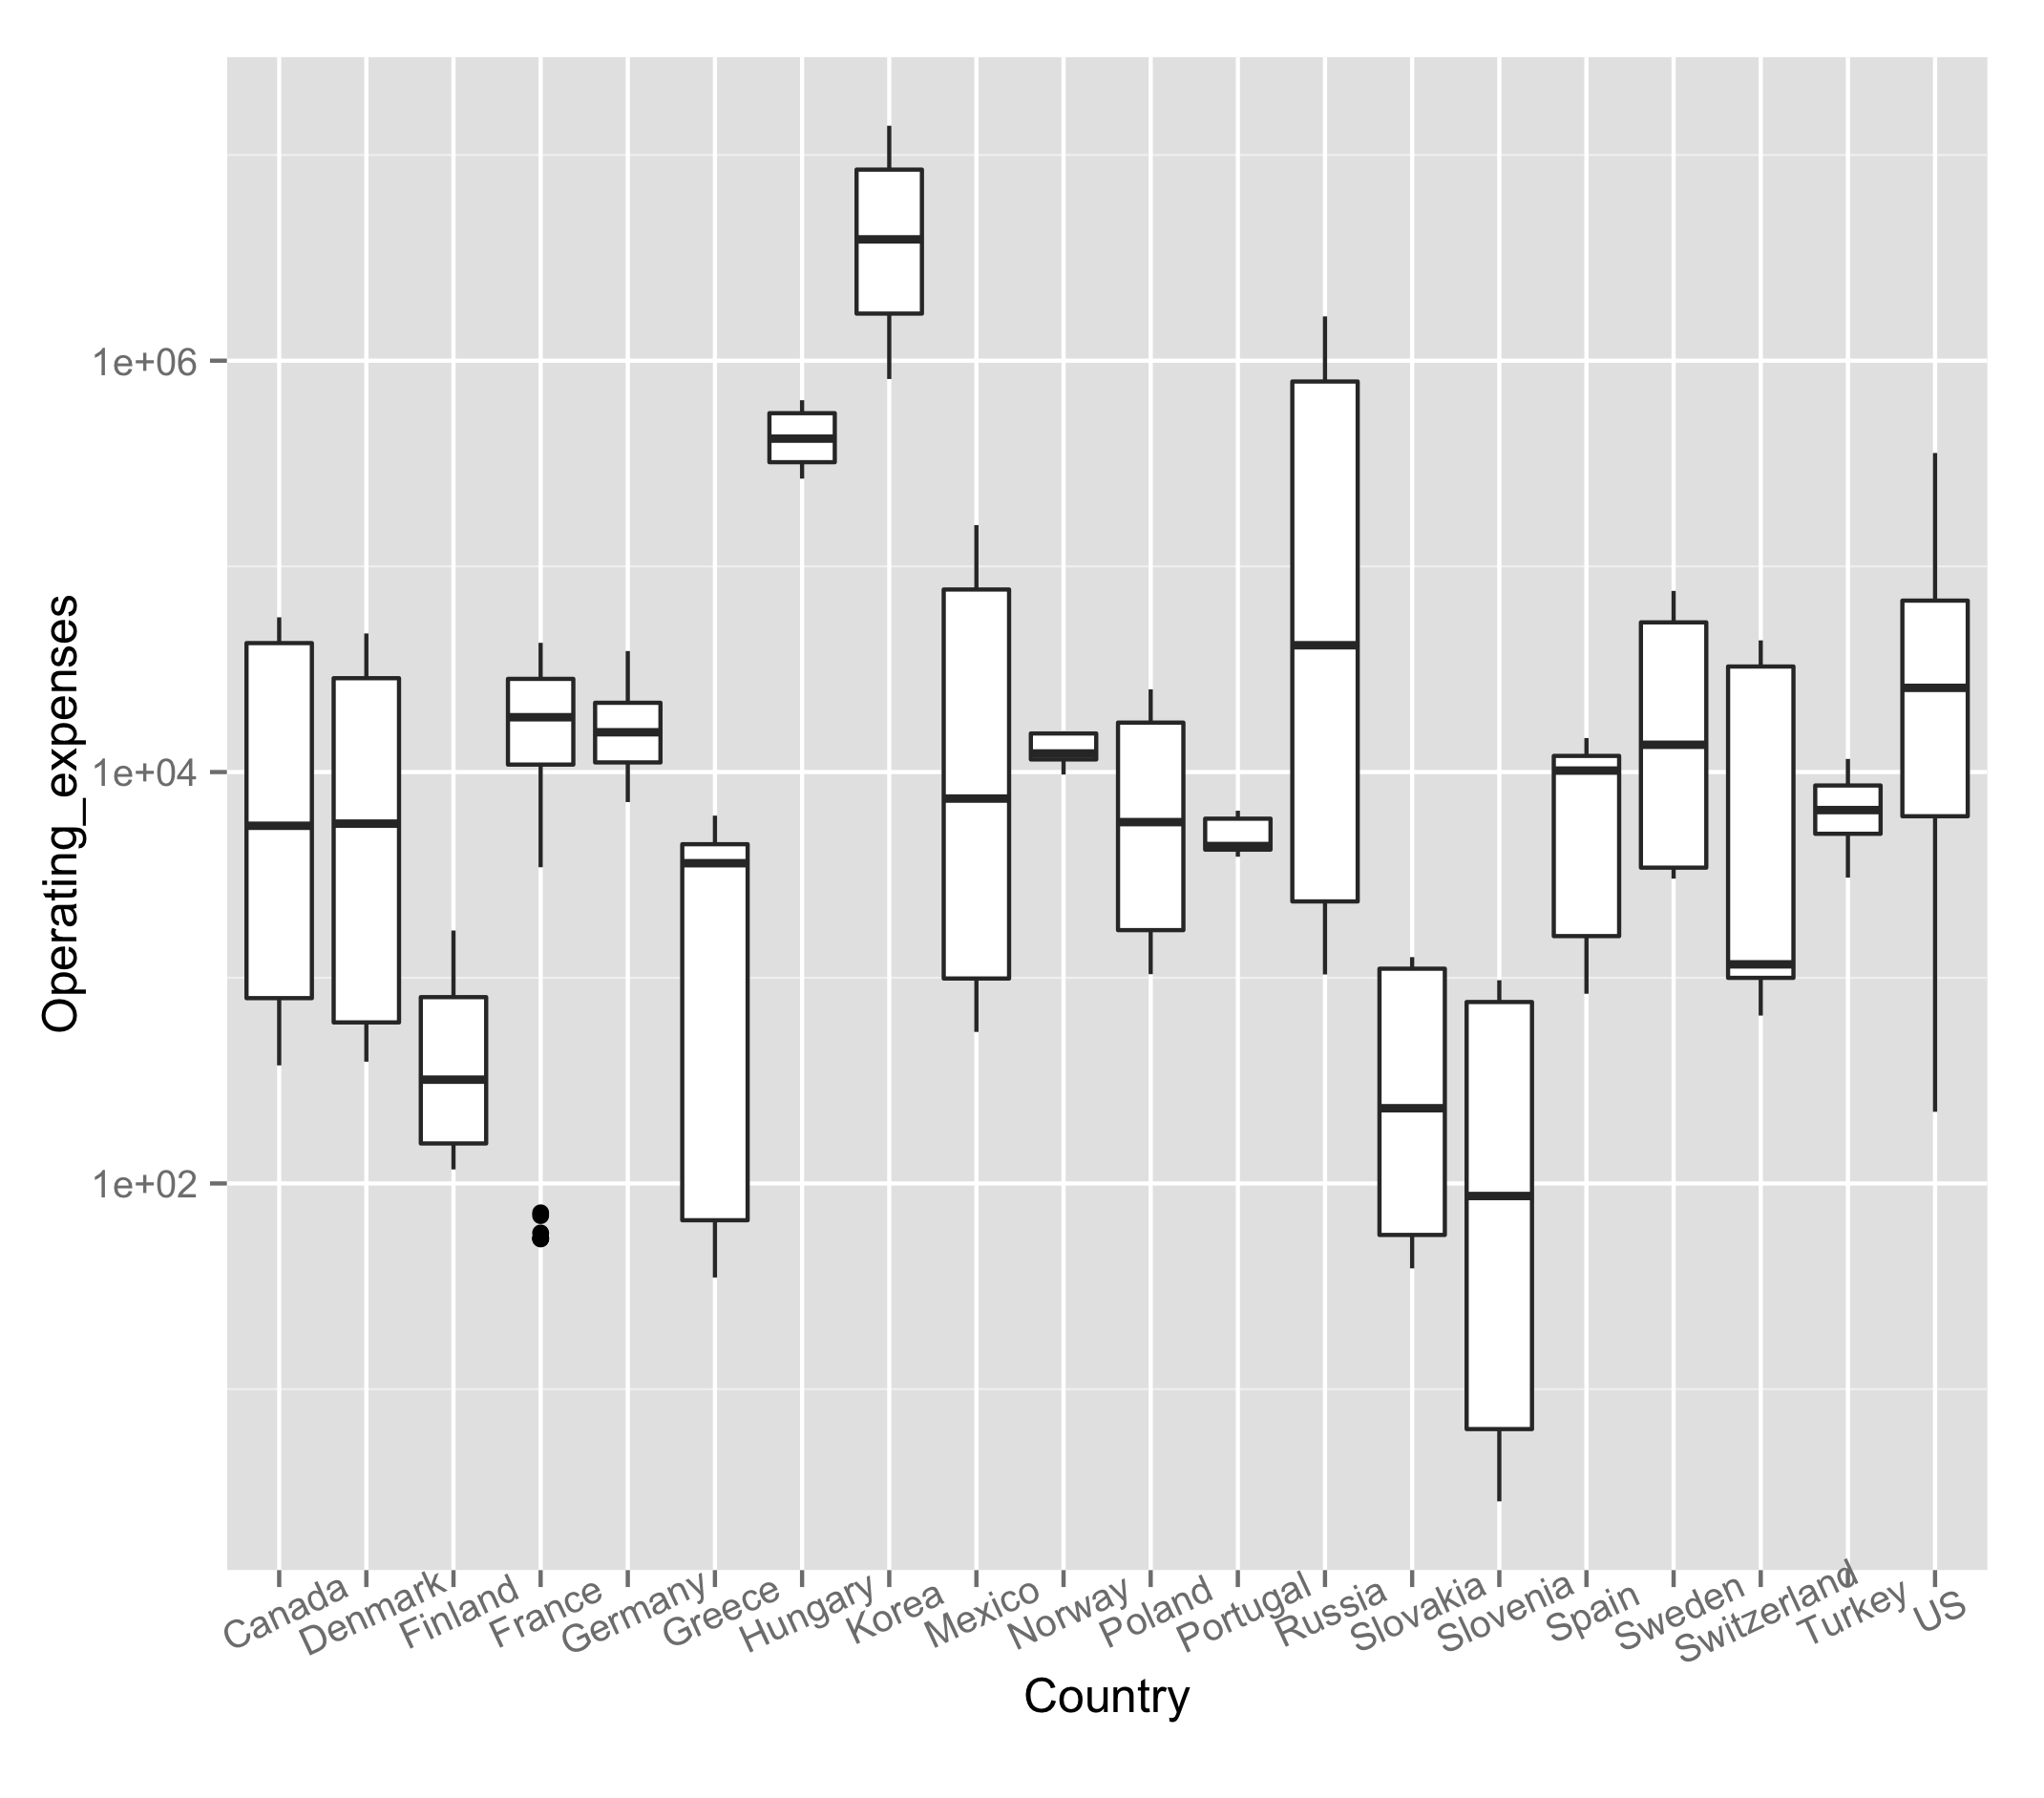 Operating_expenses
1e+06
1e+04
1e+02
Canada
Denmark
Finland
France
Germany
Greece
Hungary
Korea
Mexico
Norway
Poland
Portugal
Russia
Slovakia
Slovenia
Spain
Sweden
Switzerland
Turkey
US
Country